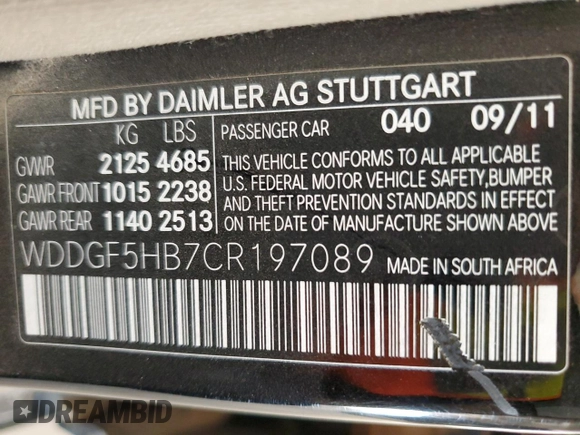 MFD BY DAIMLER AG STUTTGART
KG LBS
GVWR 2125 4685
GAWR FRONT 1015 2238
GAWR REAR 1140 2513
PASSENGER CAR 040 09/11
THIS VEHICLE CONFORMS TO ALL APPLICABLE
U.S. FEDERAL MOTOR VEHICLE SAFETY,BUMPER
AND THEFT PREVENTION STANDARDS IN EFFECT
ON THE DATE OF MANUFACTURE SHOWN ABOVE
WDDGF5HB7CR197089 MADE IN SOUTH AFRICA
DREAMBID